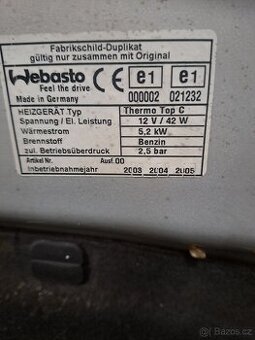 Fabrikschild-Duplikat
gültig nur zusammen mit Original
Webasto CE e1 e1
Feel the drive
Made in Germany 000002 021232
HEIZGERÄT Typ Thermo Top C
Spannung / El. Leistung 12 V / 42 W
Wärmestrom 5,2 kW
Brennstoff Benzin
zul. Betriebsüberdruck 2,5 bar
Artikel Nr. Ausf.00
Inbetriebnahmejahr 2003 2004 2005
Bazoš.cz